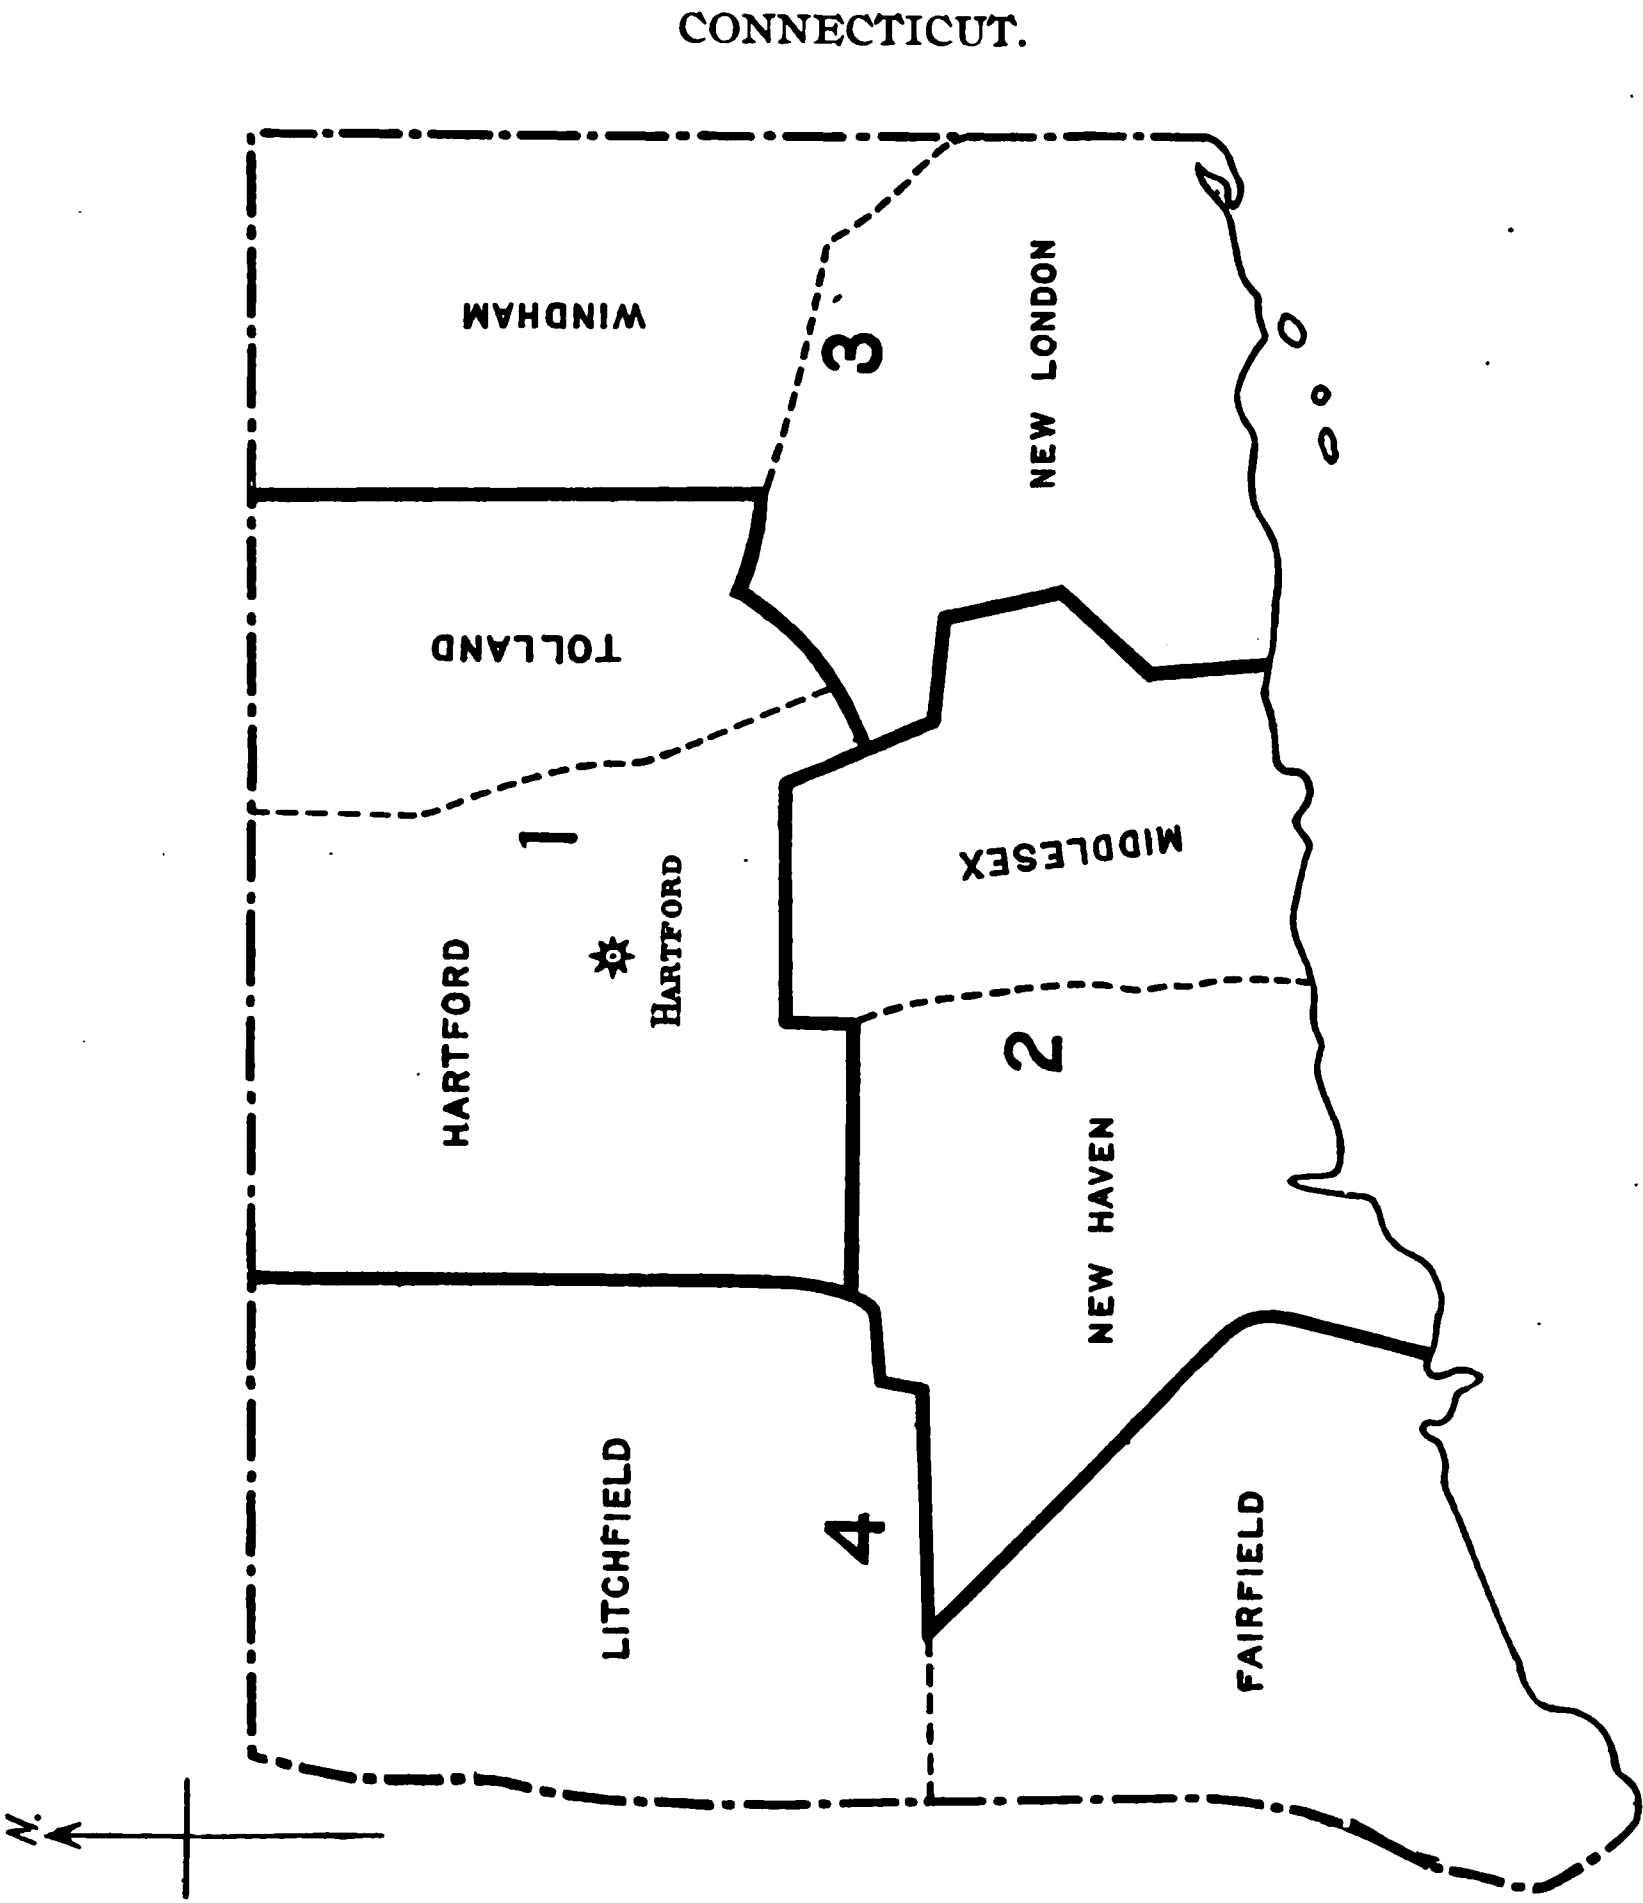 CONNECTICUT.
N.
WINDHAM
3
NEW LONDON
TOLLAND
1
HARTFORD
HARTFORD
MIDDLESEX
2
NEW HAVEN
LITCHFIELD
4
FAIRFIELD